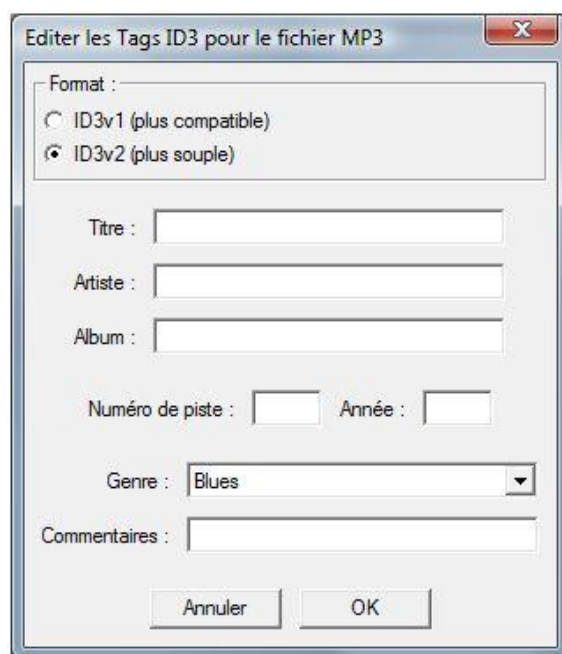 Editer les Tags ID3 pour le fichier MP3
Format :
ID3v1 (plus compatible)
ID3v2 (plus souple)
Titre :
Artiste :
Album :
Numéro de piste : Année :
Genre : Blues
Commentaires :
Annuler OK